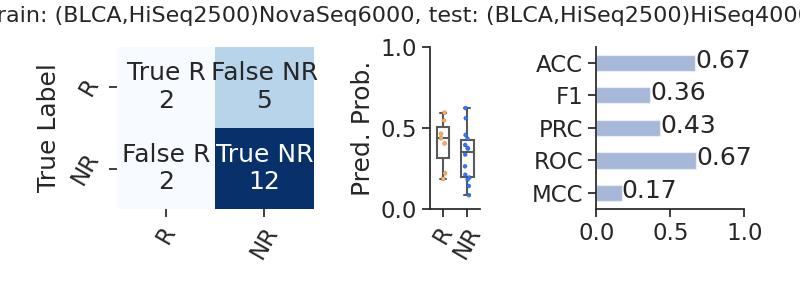 rain: (BLCA,HiSeq2500)NovaSeq6000, test: (BLCA,HiSeq2500)HiSeq400
True Label
R
NR
True R
2
False NR
5
False R
2
True NR
12
R
NR
Pred. Prob.
1.0
0.5
0.0
R
NR
ACC
F1
PRC
ROC
MCC
0.67
0.36
0.43
0.67
0.17
0.0
0.5
1.0